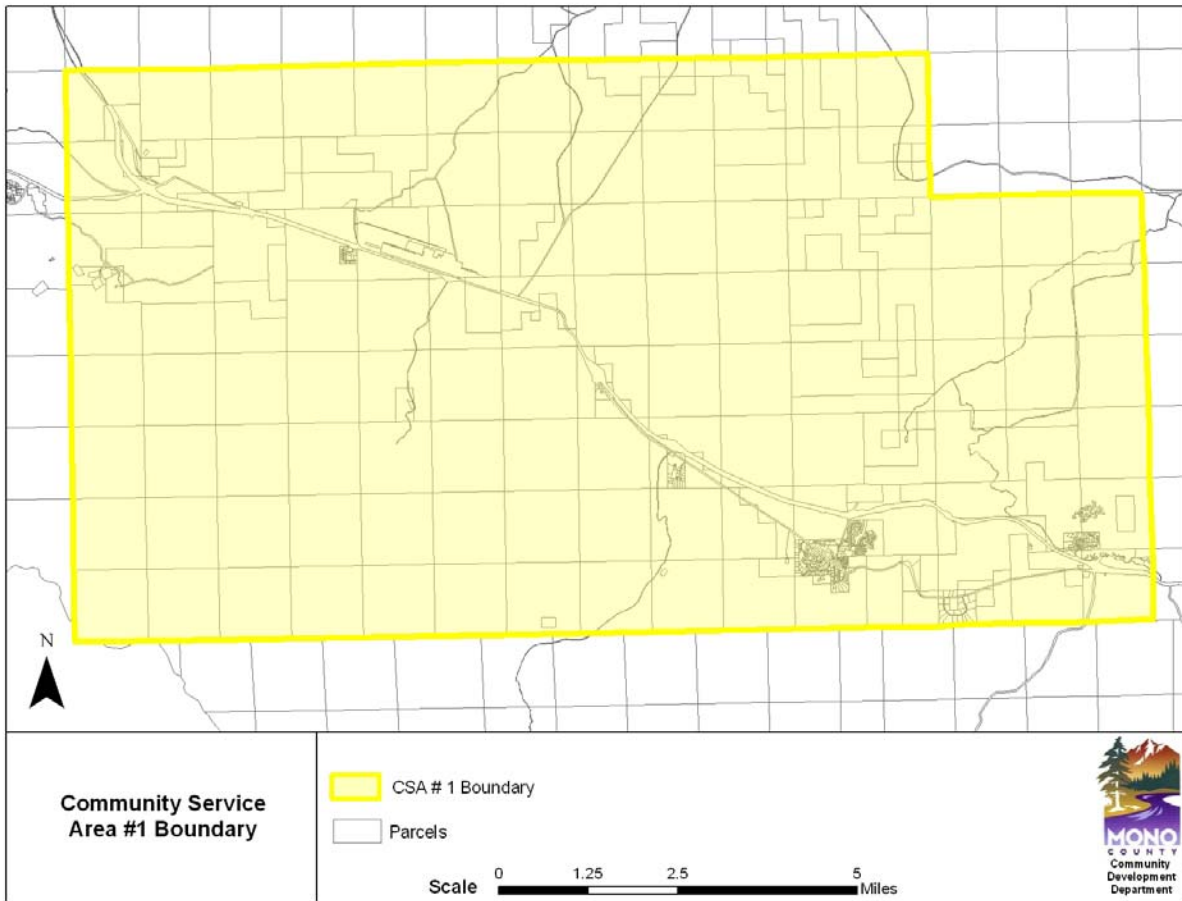 N
Community Service
Area #1 Boundary
CSA # 1 Boundary
Parcels
Scale
0 1.25 2.5 5
Miles
MONO
COUNTY
Community
Development
Department